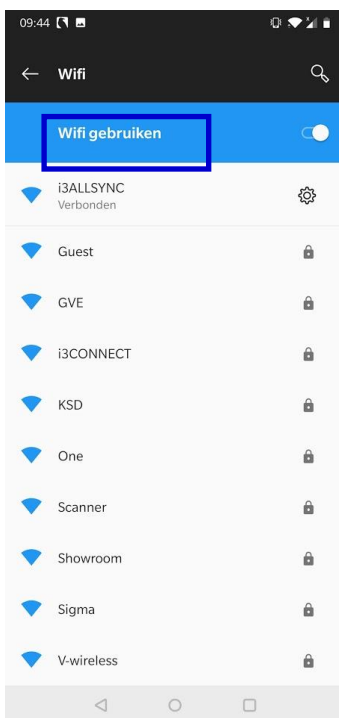 09:44
Wifi
Wifi gebruiken
i3ALLSYNC
Verbonden
Guest
GVE
i3CONNECT
KSD
One
Scanner
Showroom
Sigma
V-wireless